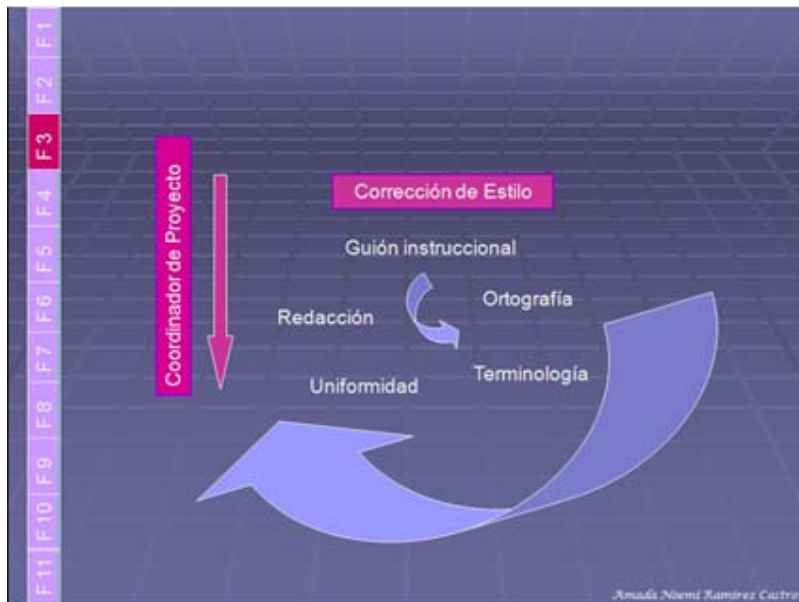 F1
F2
F3
F4
F5
F6
F7
F8
F9
F10
F11
Coordinador de Proyecto
Corrección de Estilo
Guión instruccional
Ortografía
Redacción
Terminología
Uniformidad
Amada Noemí Ramírez Castro